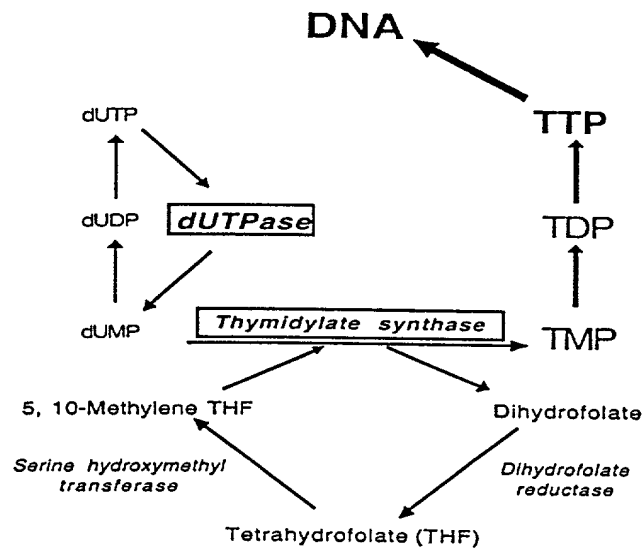 DNA
dUTP
TTP
dUDP
dUTPase
TDP
dUMP
Thymidylate synthase
TMP
5, 10-Methylene THF
Dihydrofolate
Serine hydroxymethyl
transferase
Dihydrofolate
reductase
Tetrahydrofolate (THF)